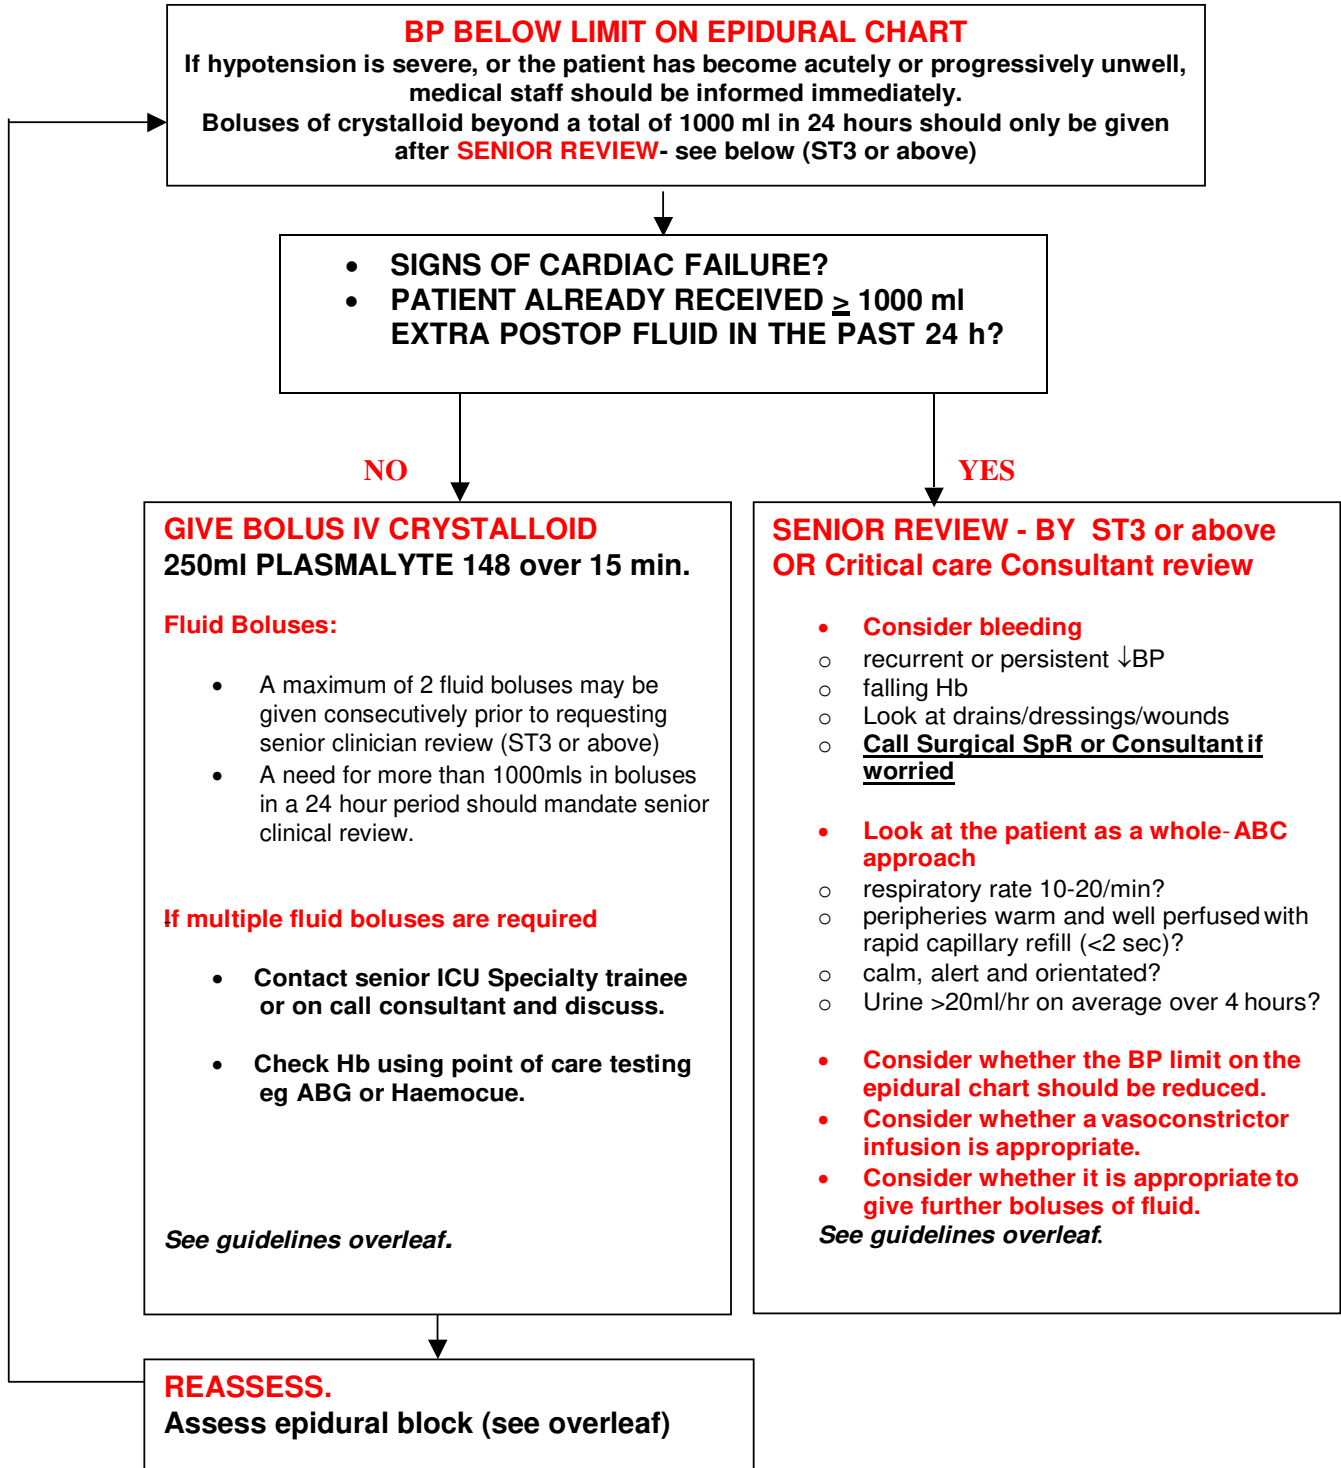 BP BELOW LIMIT ON EPIDURAL CHART
If hypotension is severe, or the patient has become acutely or progressively unwell,
medical staff should be informed immediately.
Boluses of crystalloid beyond a total of 1000 ml in 24 hours should only be given
after SENIOR REVIEW- see below (ST3 or above)
• SIGNS OF CARDIAC FAILURE?
• PATIENT ALREADY RECEIVED ≥ 1000 ml
EXTRA POSTOP FLUID IN THE PAST 24 h?
NO
YES
GIVE BOLUS IV CRYSTALLOID
250ml PLASMALYTE 148 over 15 min.
Fluid Boluses:
• A maximum of 2 fluid boluses may be
given consecutively prior to requesting
senior clinician review (ST3 or above)
• A need for more than 1000mls in boluses
in a 24 hour period should mandate senior
clinical review.
If multiple fluid boluses are required
• Contact senior ICU Specialty trainee
or on call consultant and discuss.
• Check Hb using point of care testing
eg ABG or Haemocue.
See guidelines overleaf.
SENIOR REVIEW - BY ST3 or above
OR Critical care Consultant review
• Consider bleeding
o recurrent or persistent ↓BP
o falling Hb
o Look at drains/dressings/wounds
o Call Surgical SpR or Consultant if
worried
• Look at the patient as a whole- ABC
approach
o respiratory rate 10-20/min?
o peripheries warm and well perfused with
rapid capillary refill (<2 sec)?
o calm, alert and orientated?
o Urine >20ml/hr on average over 4 hours?
• Consider whether the BP limit on the
epidural chart should be reduced.
• Consider whether a vasoconstrictor
infusion is appropriate.
• Consider whether it is appropriate to
give further boluses of fluid.
See guidelines overleaf.
REASSESS.
Assess epidural block (see overleaf)